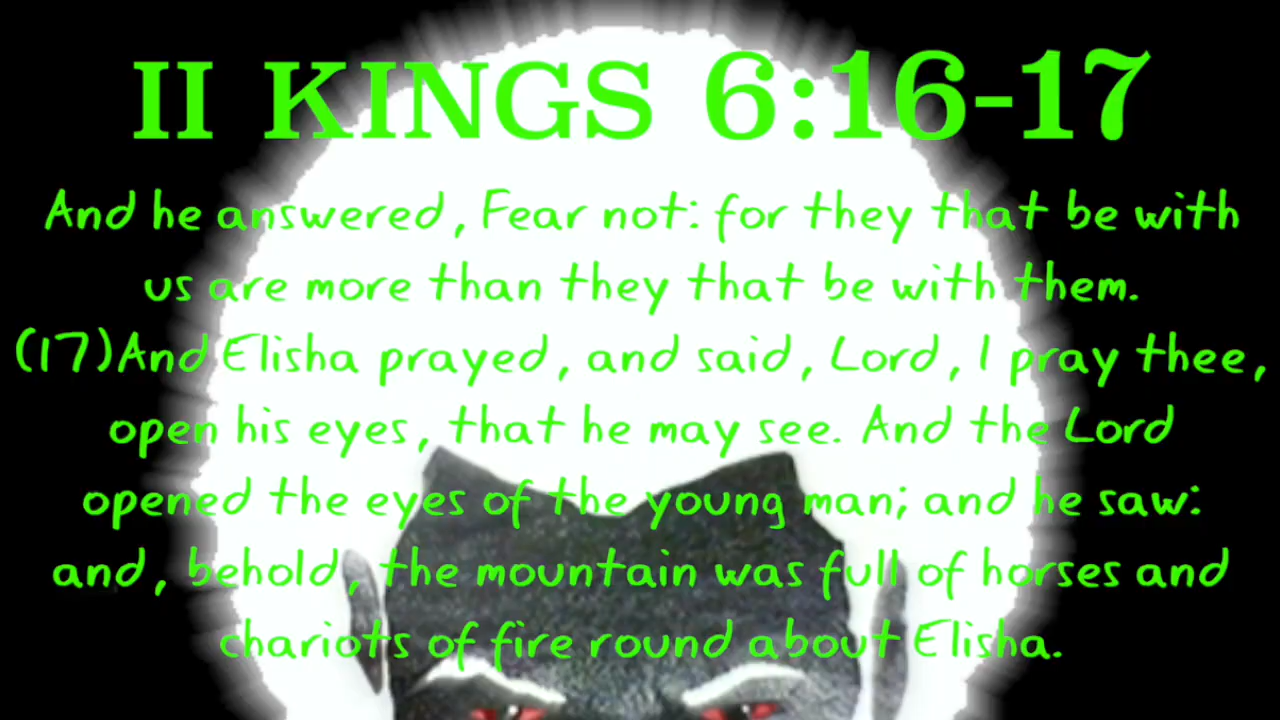 II KINGS 6:16-17
And he answered, Fear not: for they that be with
us are more than they that be with them.
(17)And Elisha prayed, and said, Lord, I pray thee,
open his eyes, that he may see. And the Lord
opened the eyes of the young man; and he saw:
and, behold, the mountain was full of horses and
chariots of fire round about Elisha.